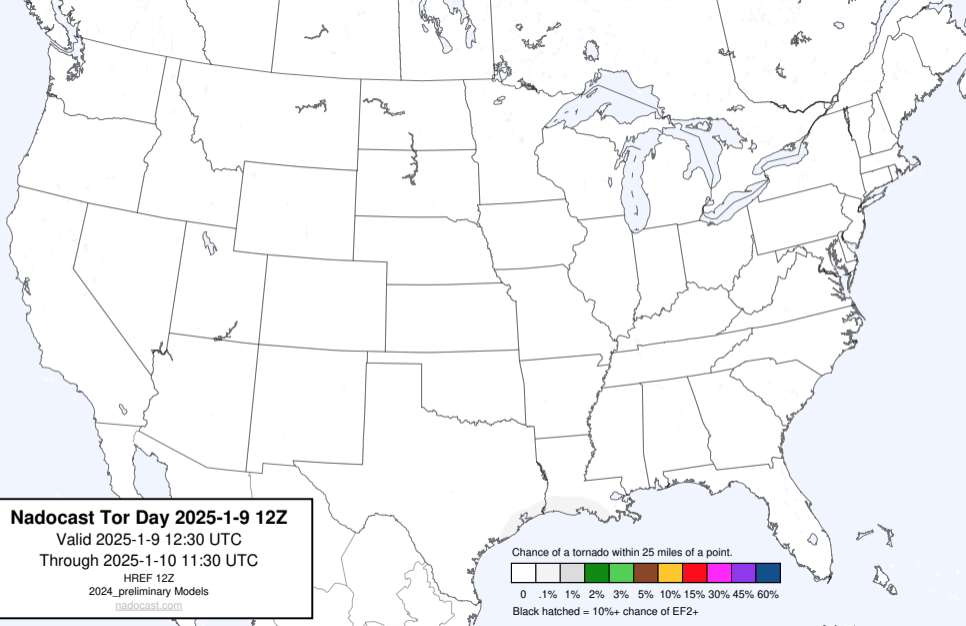 Nadocast Tor Day 2025-1-9 12Z
Valid 2025-1-9 12:30 UTC
Through 2025-1-10 11:30 UTC
HREF 12Z
2024_preliminary Models
nadocast.com
Chance of a tornado within 25 miles of a point.
0 .1% 1% 2% 3% 5% 10% 15% 30% 45% 60%
Black hatched = 10%+ chance of EF2+